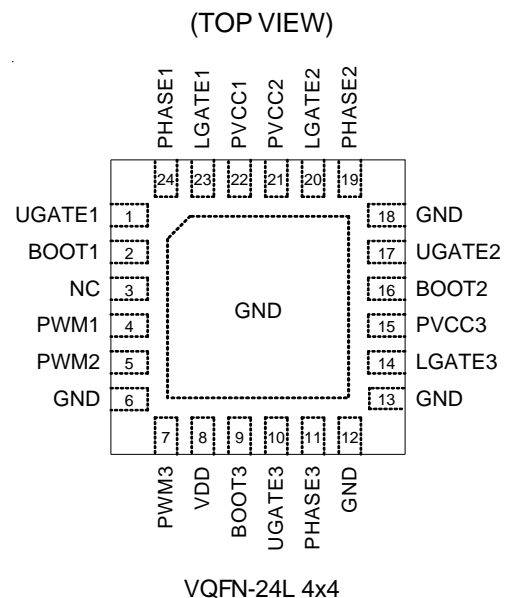 (TOP VIEW)
PHASE1 LGATE1 PVCC1 PVCC2 LGATE2 PHASE2
24 23 22 21 20 19
UGATE1 1 18 GND
BOOT1 2 17 UGATE2
NC 3 16 BOOT2
GND
PWM1 4 15 PVCC3
PWM2 5 14 LGATE3
GND 6 13 GND
7 8 9 10 11 12
PWM3 VDD BOOT3 UGATE3 PHASE3 GND
VQFN-24L 4x4